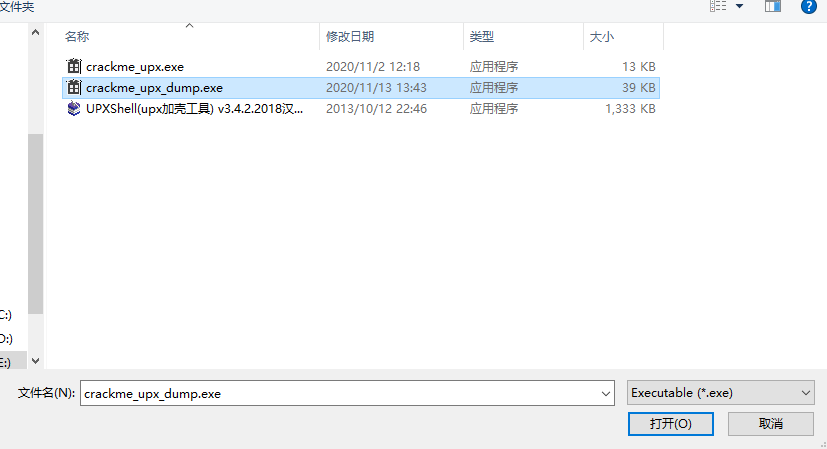 文件夹
名称 修改日期 类型 大小
crackme_upx.exe 2020/11/2 12:18 应用程序 13 KB
crackme_upx_dump.exe 2020/11/13 13:43 应用程序 39 KB
UPXShell(upx加壳工具) v3.4.2.2018汉... 2013/10/12 22:46 应用程序 1,333 KB
C:)
D:)
E:)
文件名(N): crackme_upx_dump.exe Executable (*.exe)
打开(O) 取消